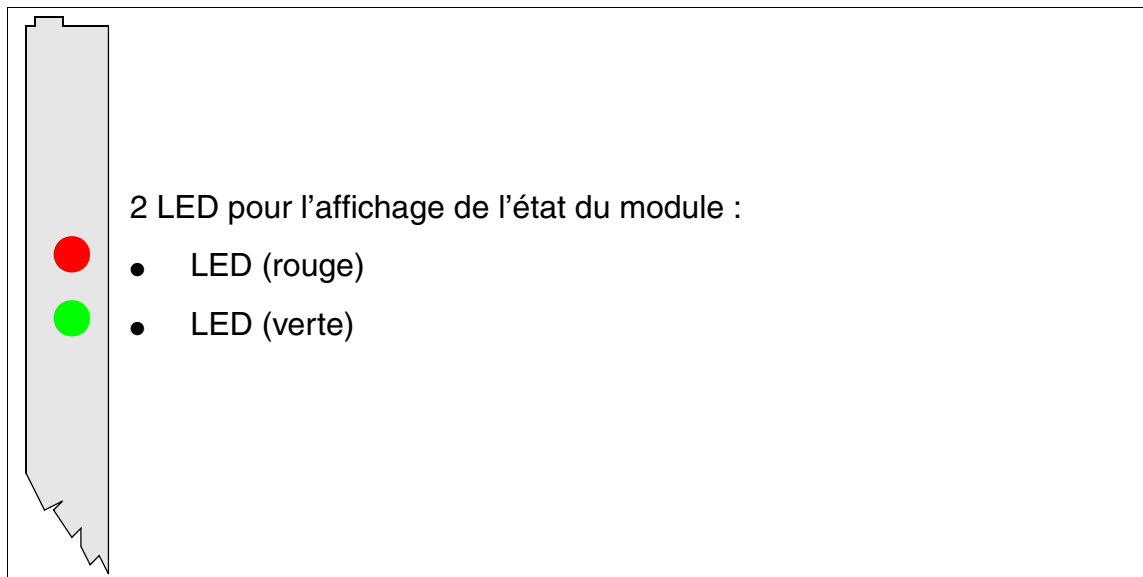 2 LED pour l'affichage de l'état du module :
● LED (rouge)
● LED (verte)